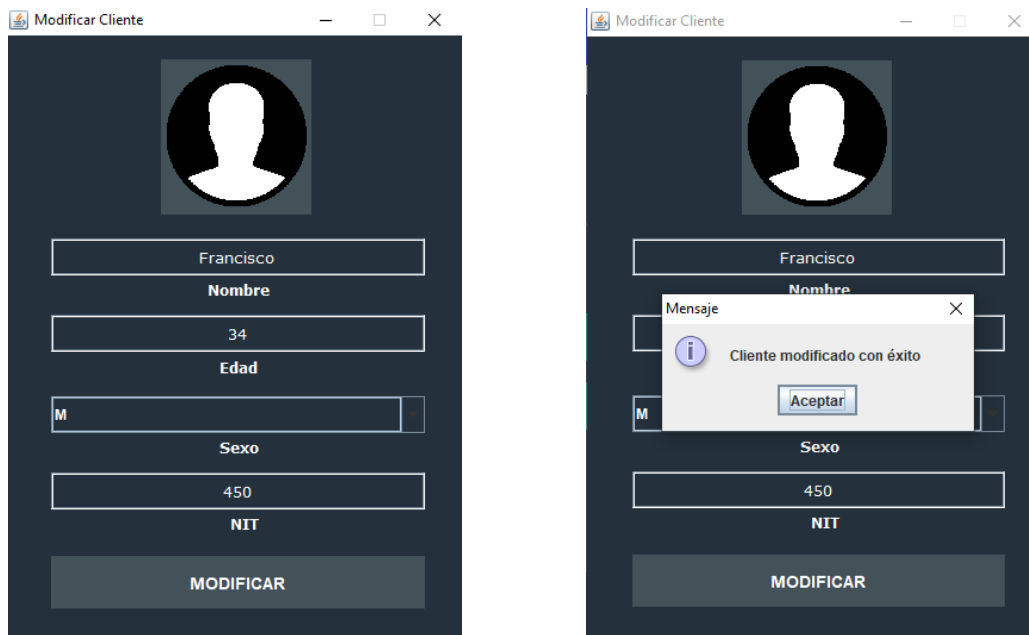 Modificar Cliente
Francisco
Nombre
34
Edad
M
Sexo
450
NIT
MODIFICAR
Modificar Cliente
Francisco
Nombre
Mensaje
Cliente modificado con éxito
Aceptar
M
Sexo
450
NIT
MODIFICAR